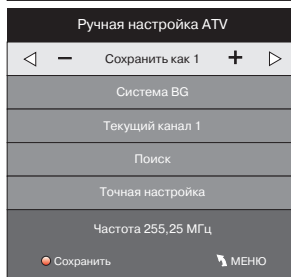 Ручная настройка ATV
Сохранить как 1
Система BG
Текущий канал 1
Поиск
Точная настройка
Частота 255,25 МГц
Сохранить МЕНЮ